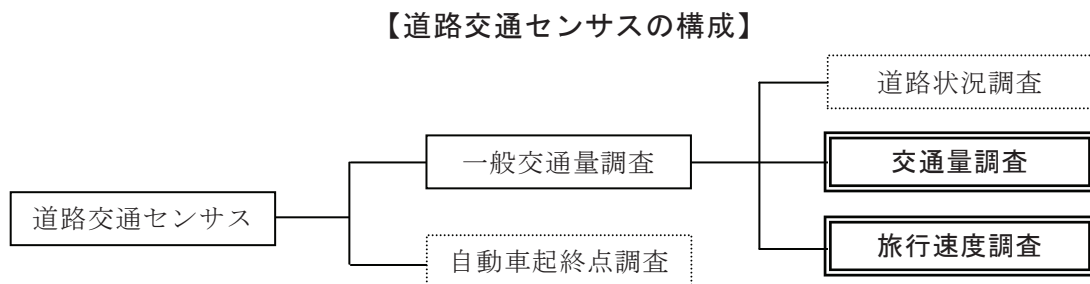 【道路交通センサスの構成】
道路状況調査
一般交通量調査
交通量調査
道路交通センサス
旅行速度調査
自動車起終点調査